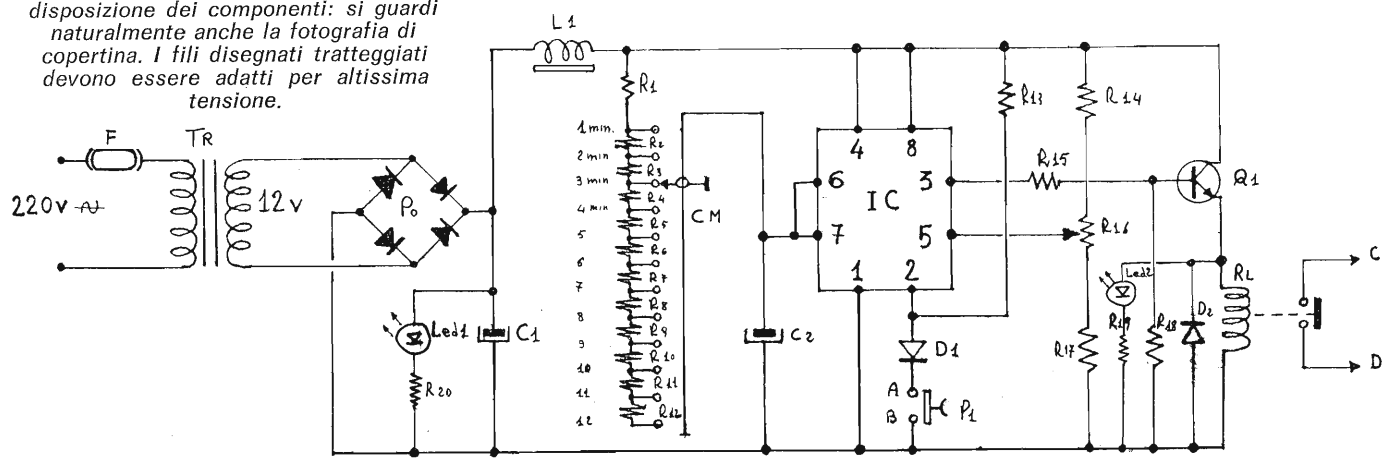 disposizione dei componenti: si guardi
naturalmente anche la fotografia di
copertina. I fili disegnati tratteggiati
devono essere adatti per altissima
tensione.
L1
R1
R13
R14
F
TR
1 min.
R2
2 min
R3
3 min
R4
4 min
R5
5
R6
6
R7
7
R8
8
R9
9
R10
10
R11
11
R12
12
CM
220v
12v
Po
4
8
6
3
IC
7
5
1
2
R15
Q1
R16
Led2
RL
C
Led1
C1
C2
D1
R17
R19
R18
D2
D
R20
A
B
P1